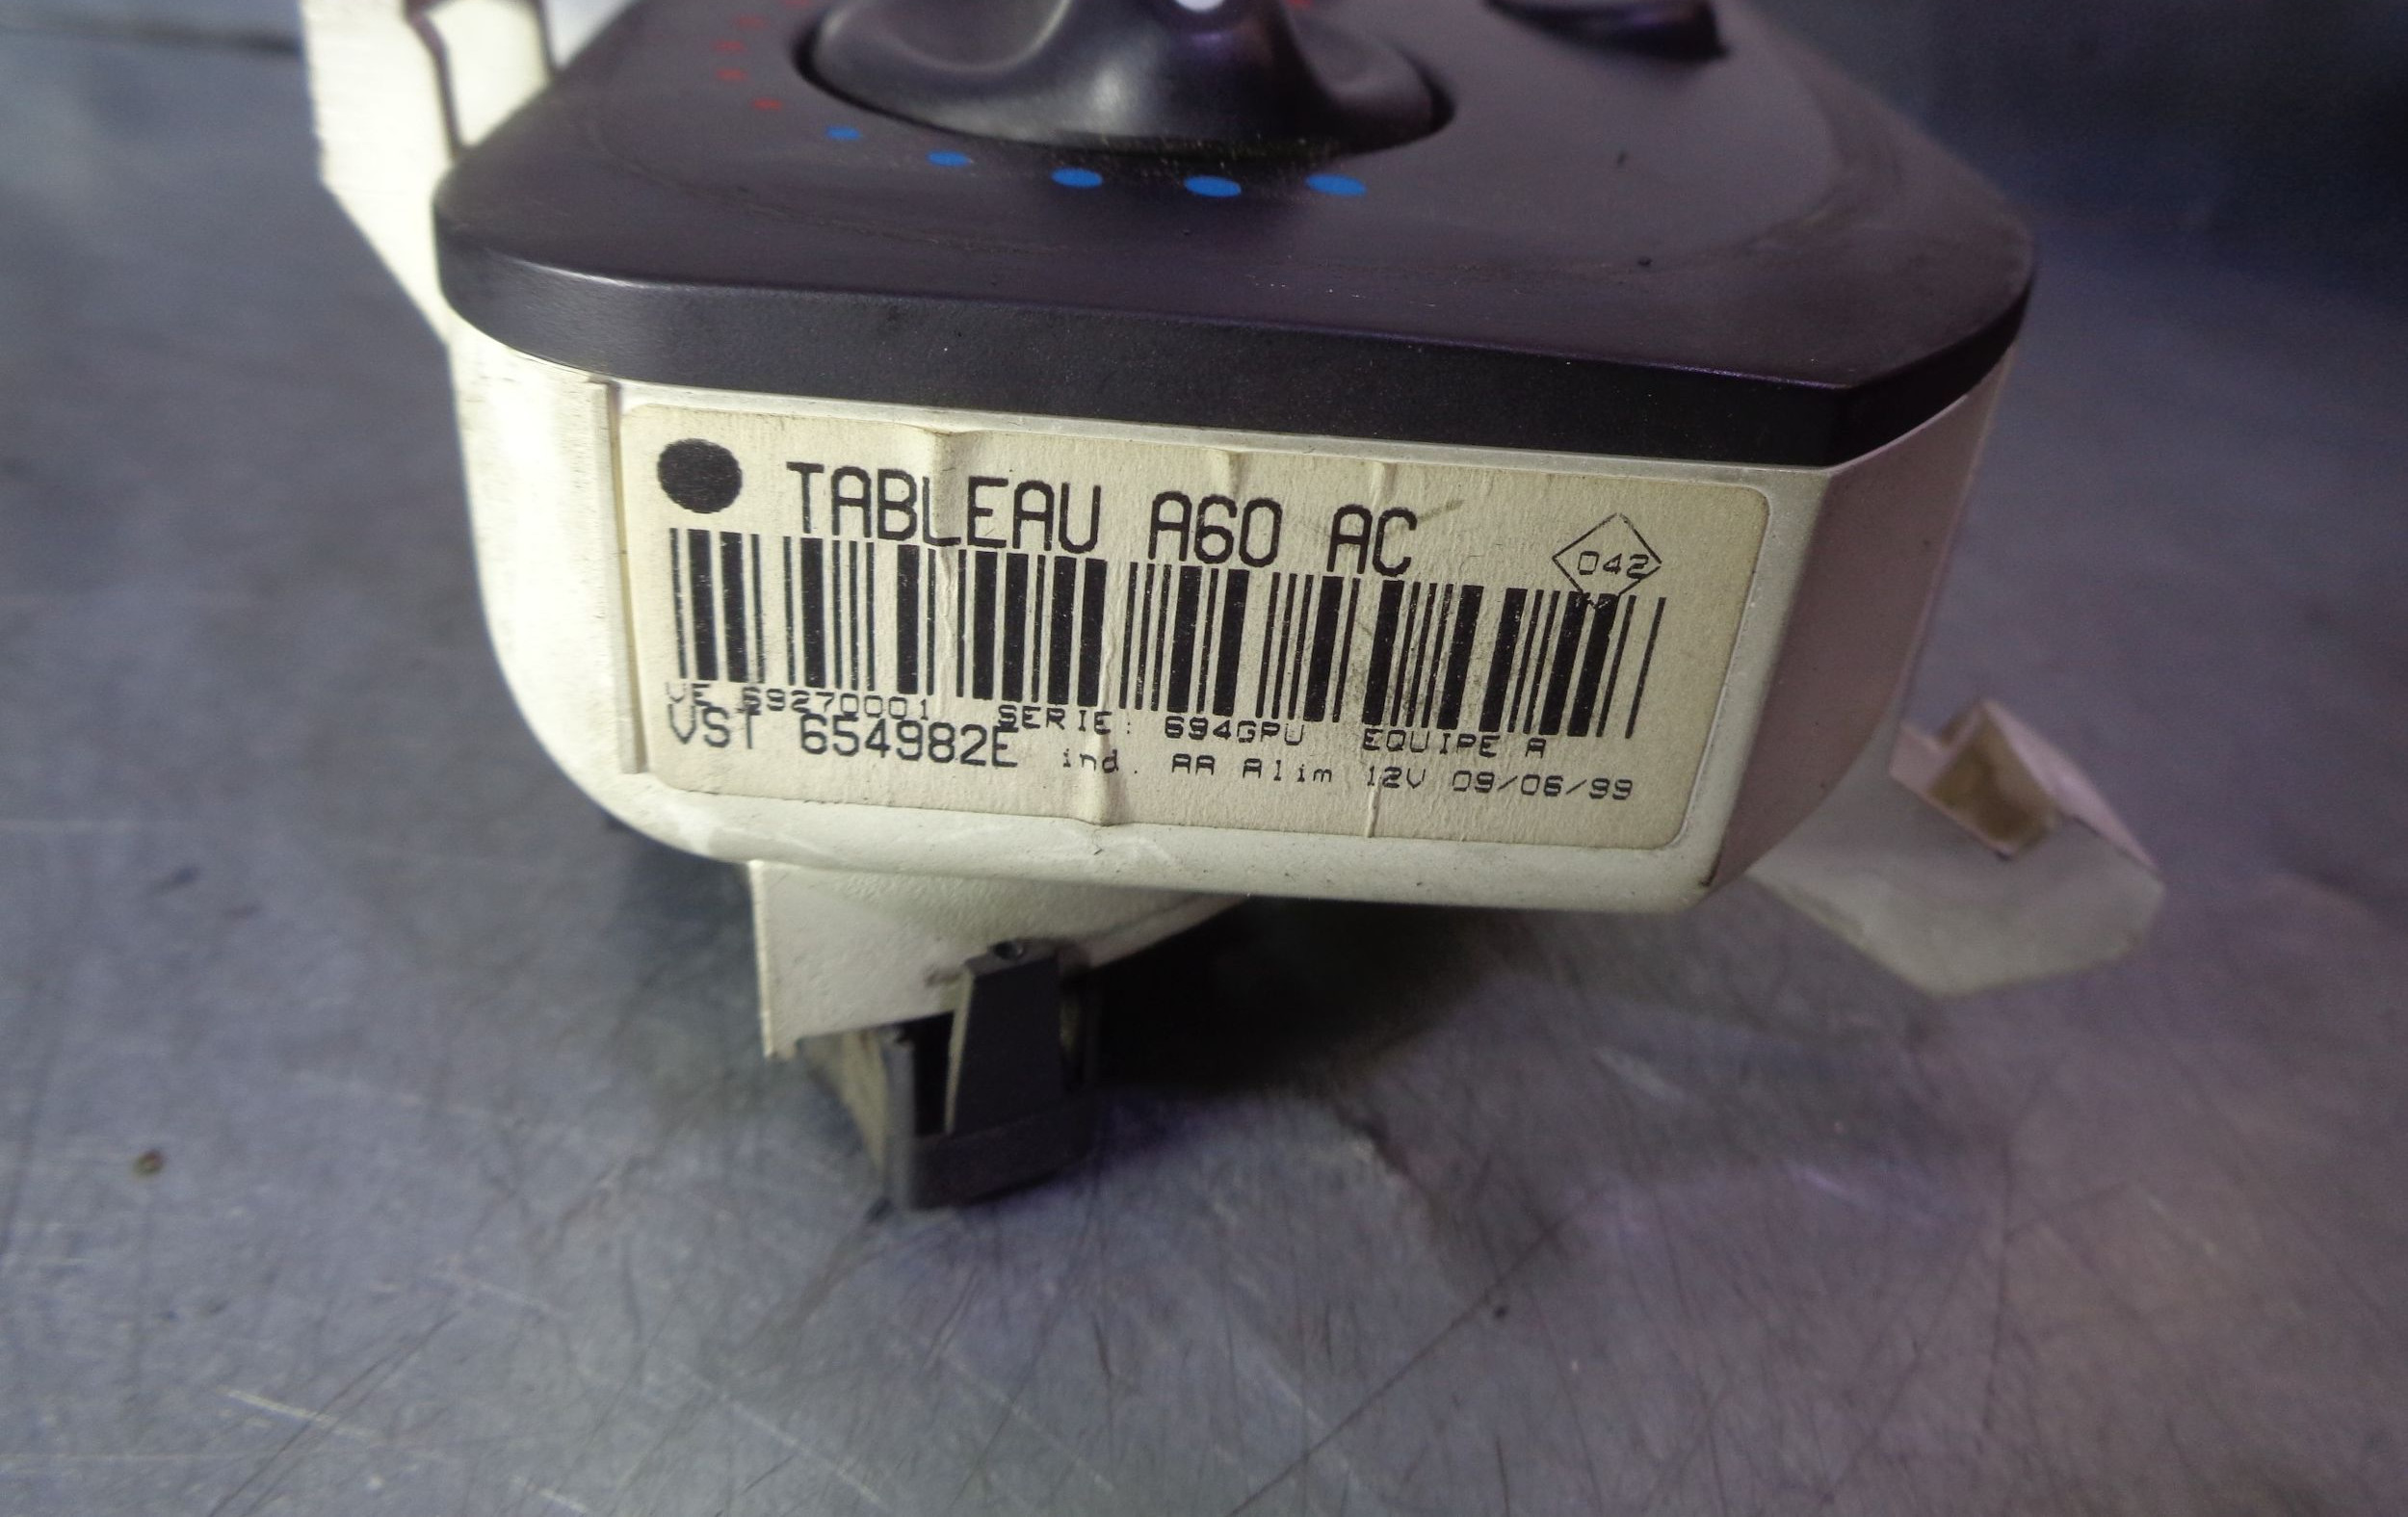 TABLEAU A60 AC
042
VE 69270001 SERIE: 694GPU EQUIPE A
VST 654982E ind. AA Alim 12V 09/06/99